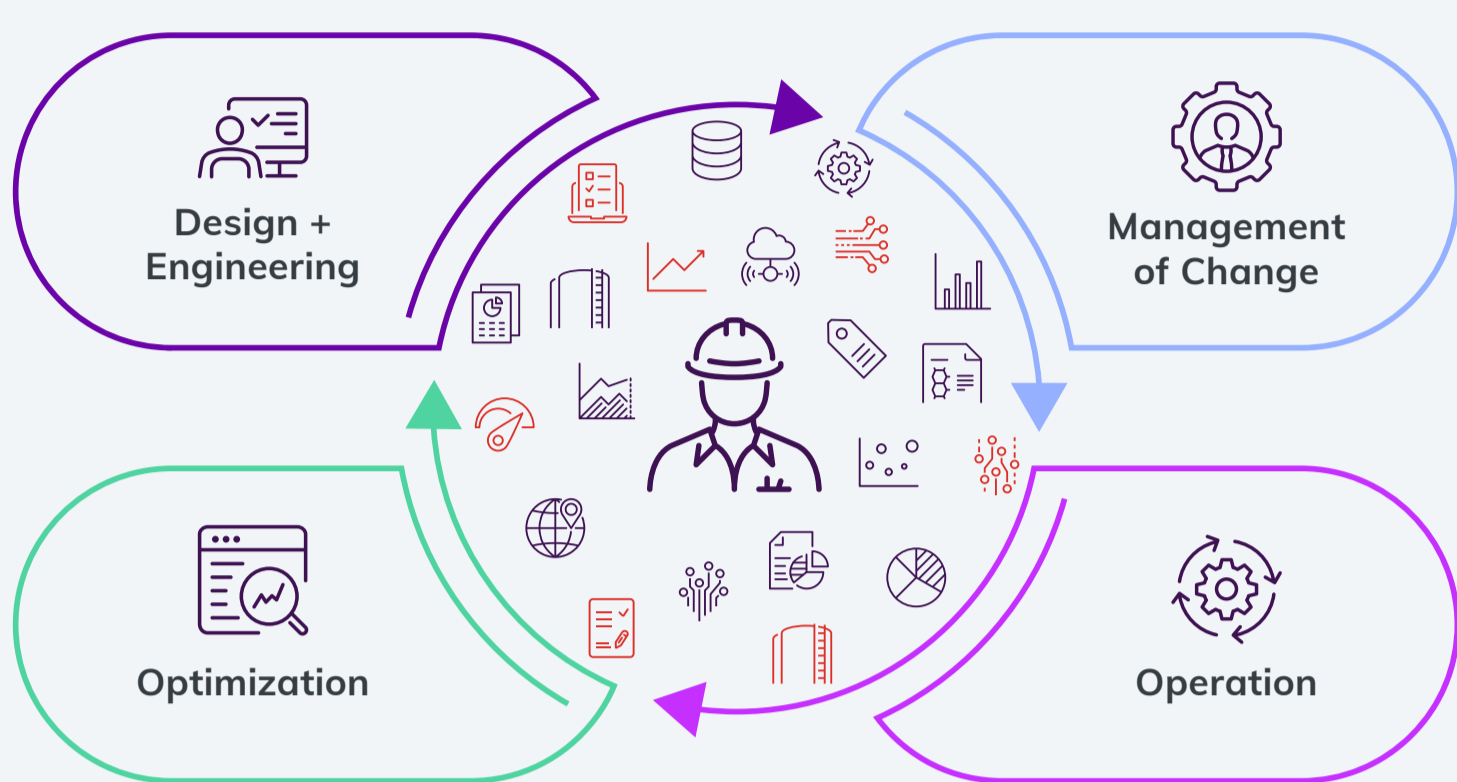 Design +
Engineering
Management
of Change
Optimization
Operation